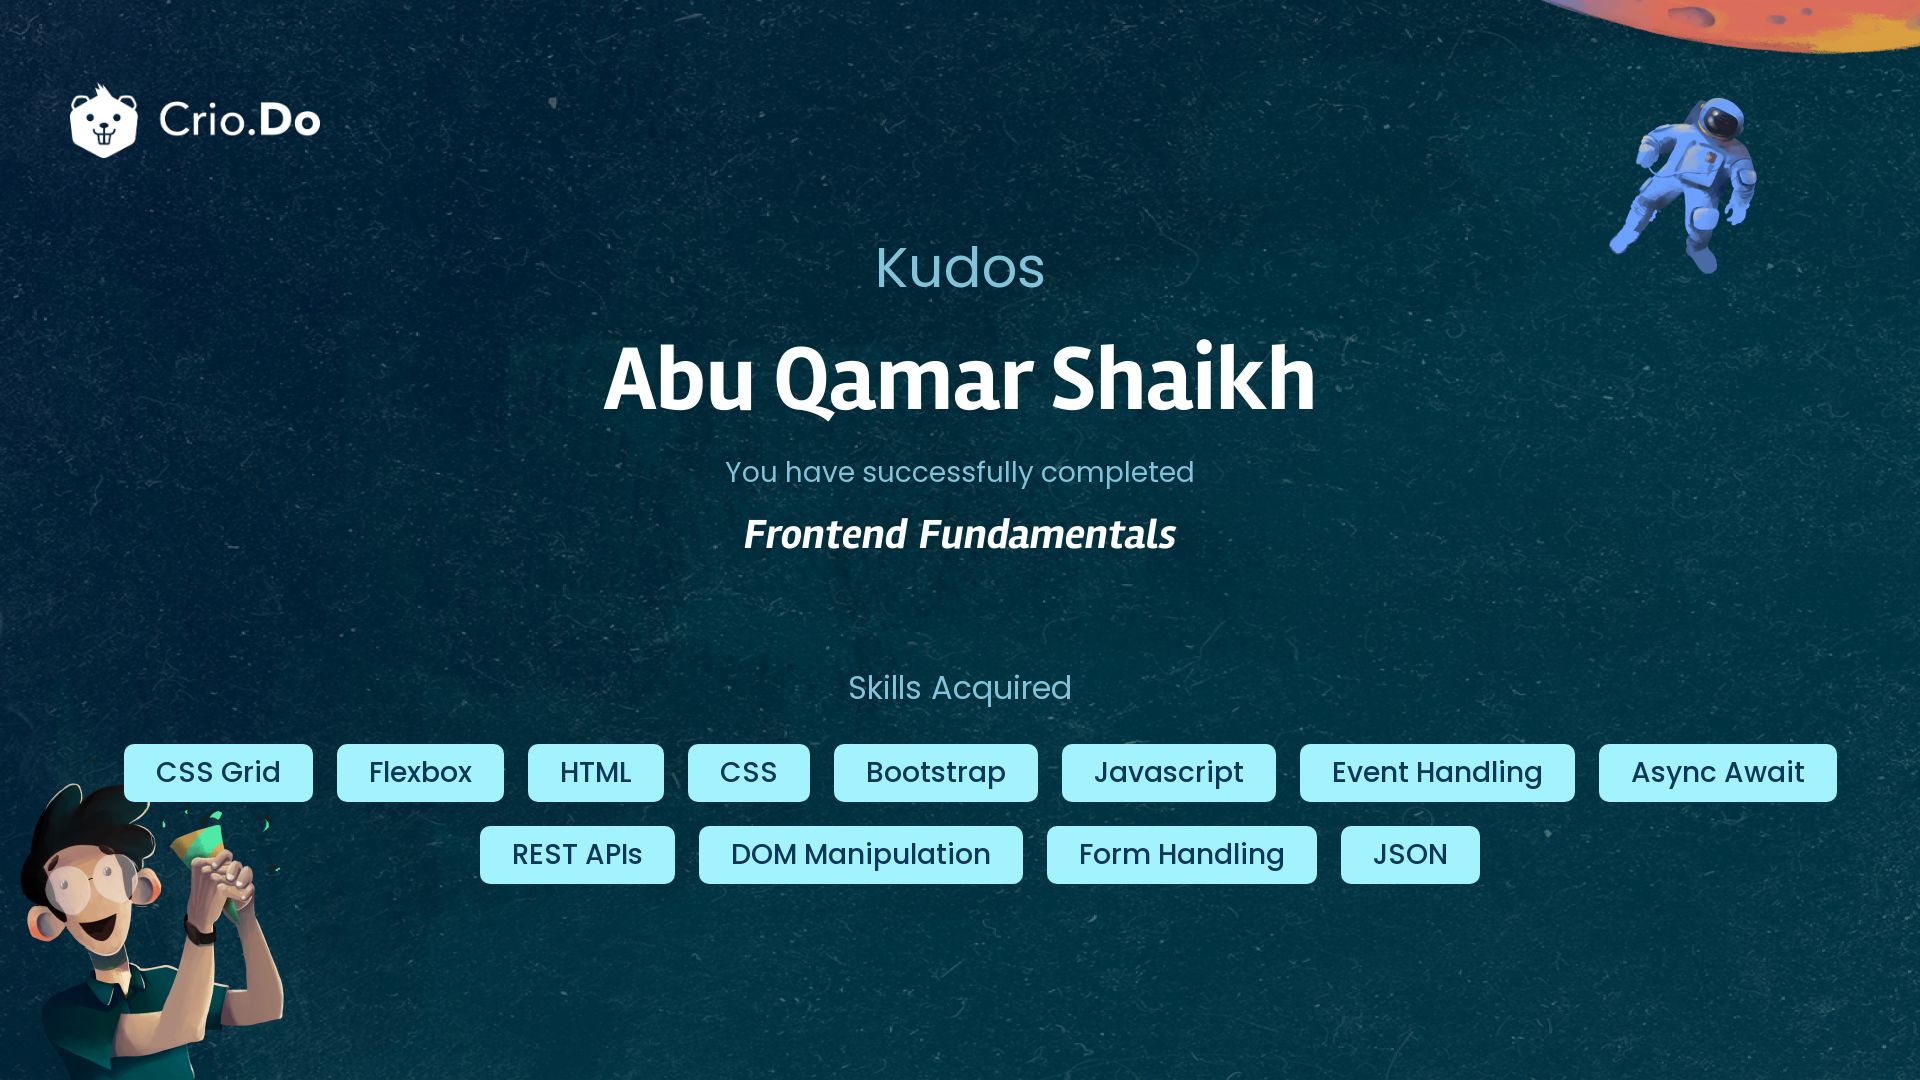 Crio.Do
Kudos
Abu Qamar Shaikh
You have successfully completed
Frontend Fundamentals
Skills Acquired
CSS Grid Flexbox HTML CSS Bootstrap Javascript Event Handling Async Await
REST APIs DOM Manipulation Form Handling JSON